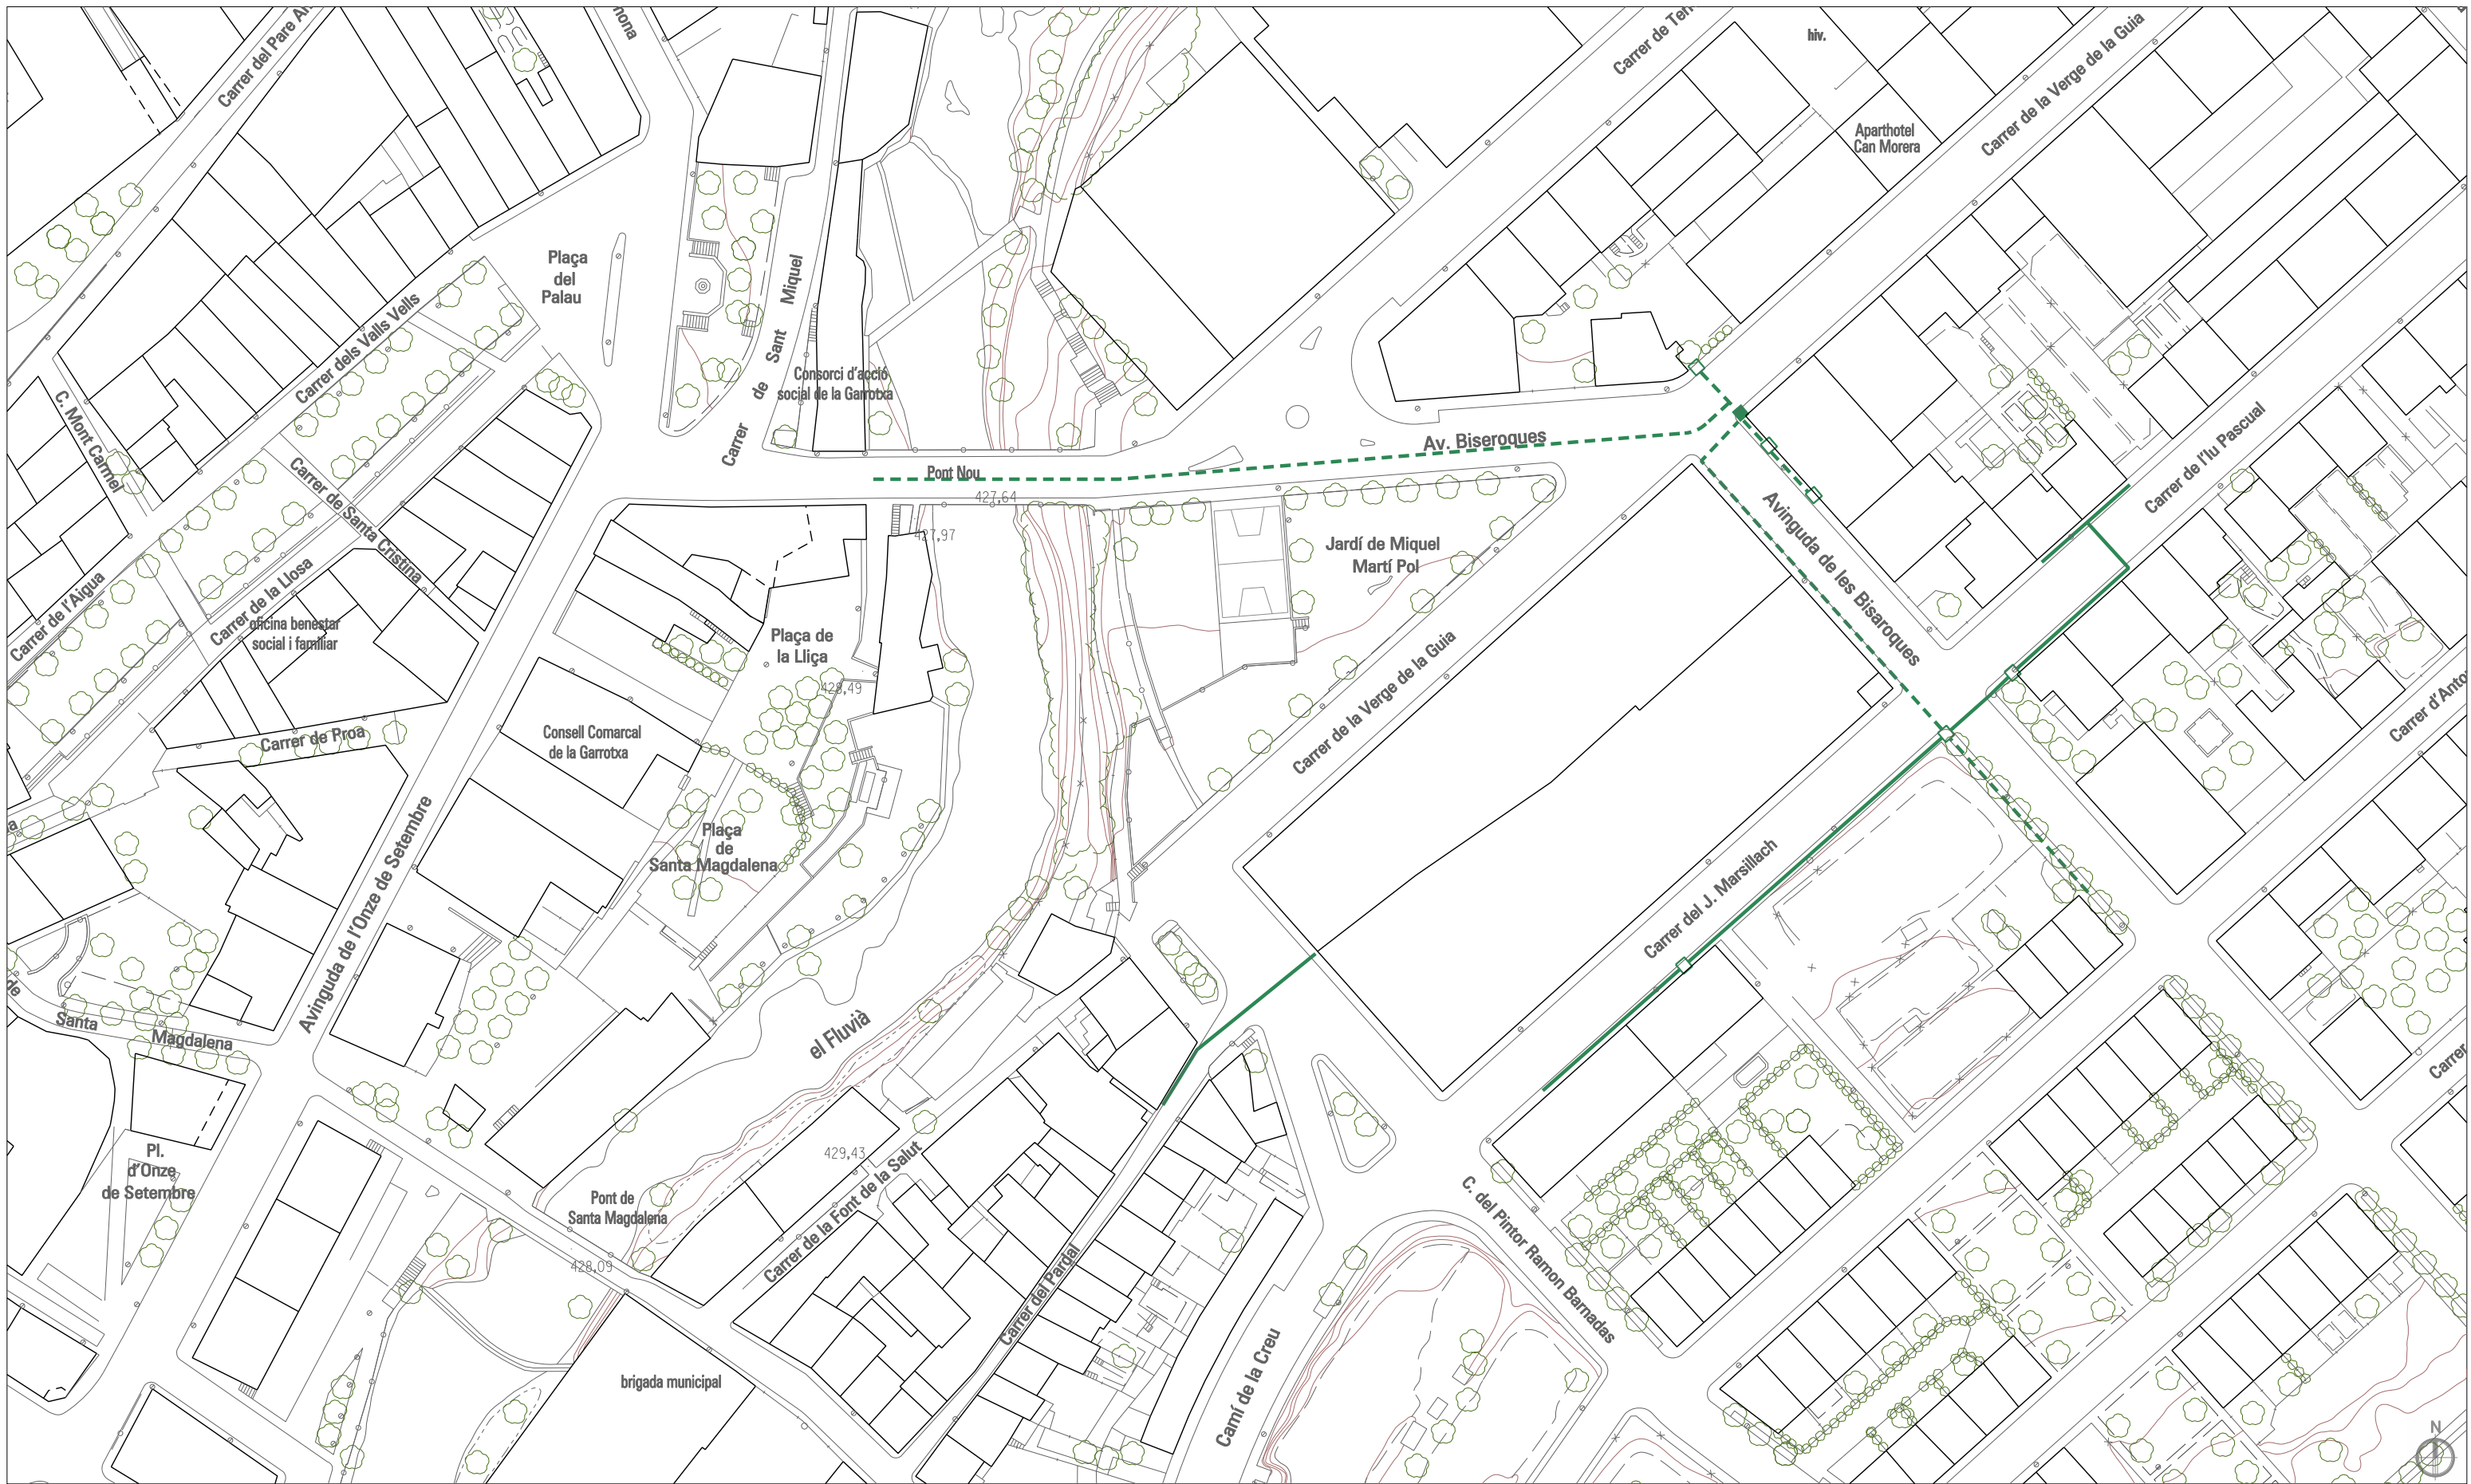 Carrer del Pare
Carrer de
hiv.
Carrer de la Verge de la Guia
Aparthotel
Can Morera
Plaça
del
Palau
Carrer
de
Sant
Miquel
Carrer dels Valls Vells
Consorci d'acció
social de la Garrotxa
C. Mont Carmel
Av. Biseroques
Pont Nou
427,64
427,97
Carrer de l'Iu Pascual
Carrer de Santa Cristina
Avinguda de les Bisaroques
Jardí de Miquel
Martí Pol
Carrer de l'Aigua
Carrer de la Llosa
oficina benestar
social i familiar
Plaça de
la Lliça
428,49
Carrer de la Verge de la Guia
Carrer de Proa
Consell Comarcal
de la Garrotxa
Plaça
de
Santa Magdalena
Avinguda de l'Onze de Setembre
Carrer del J. Marsillach
de
Santa
Magdalena
el Fluvià
Carrer
Pl.
d'Onze
de Setembre
429,43
Pont de
Santa Magdalena
Carrer de la Font de la Salut
428,09
C. del Pintor Ramon Barnadas
Carrer del Pardal
brigada municipal
Camí de la Creu
N